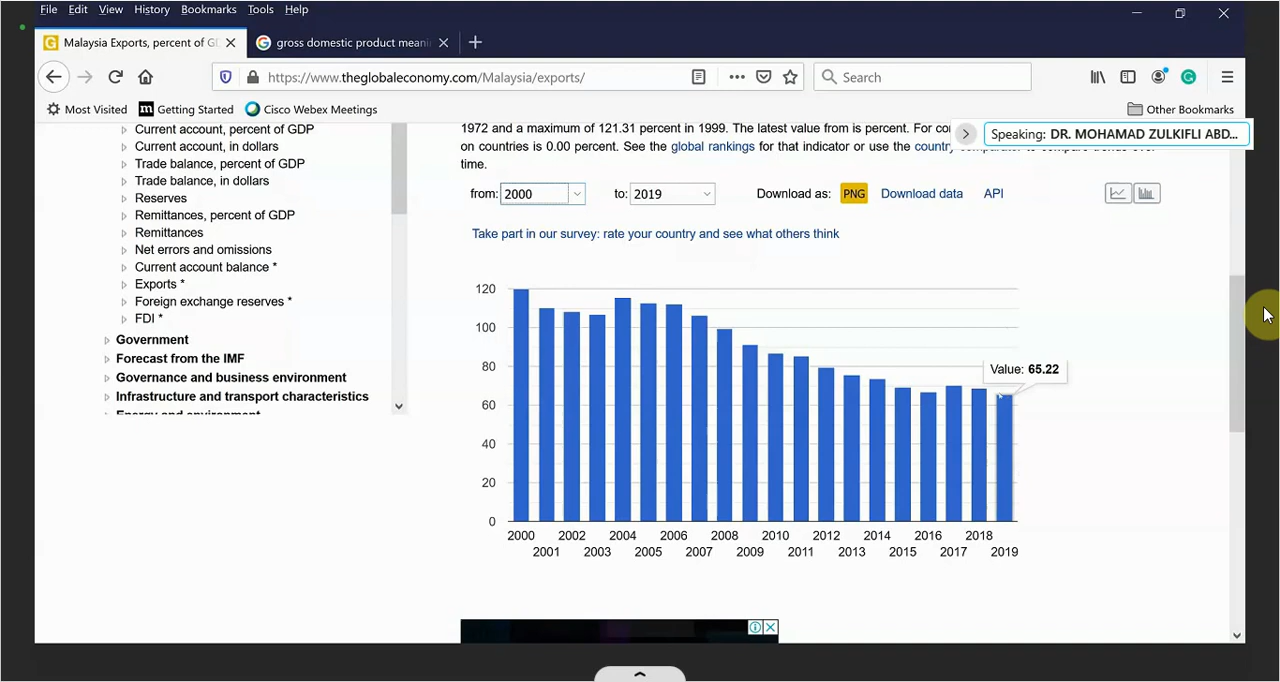 File Edit View History Bookmarks Tools Help
Malaysia Exports, percent of GD
gross domestic product meani
https://www.theglobaleconomy.com/Malaysia/exports/
Search
Most Visited
Getting Started
Cisco Webex Meetings
Other Bookmarks
Speaking: DR. MOHAMAD ZULKIFLI ABD...
Current account, percent of GDP
Current account, in dollars
Trade balance, percent of GDP
Trade balance, in dollars
Reserves
Remittances, percent of GDP
Remittances
Net errors and omissions
Current account balance *
Exports *
Foreign exchange reserves *
FDI *
Government
Forecast from the IMF
Governance and business environment
Infrastructure and transport characteristics
Energy and environment
1972 and a maximum of 121.31 percent in 1999. The latest value from is percent. For co
on countries is 0.00 percent. See the global rankings for that indicator or use the country
time.
from: 2000 to: 2019 Download as: PNG Download data API
Take part in our survey: rate your country and see what others think
120
100
80
60
40
20
0
Value: 65.22
2000 2002 2004 2006 2008 2010 2012 2014 2016 2018
2001 2003 2005 2007 2009 2011 2013 2015 2017 2019